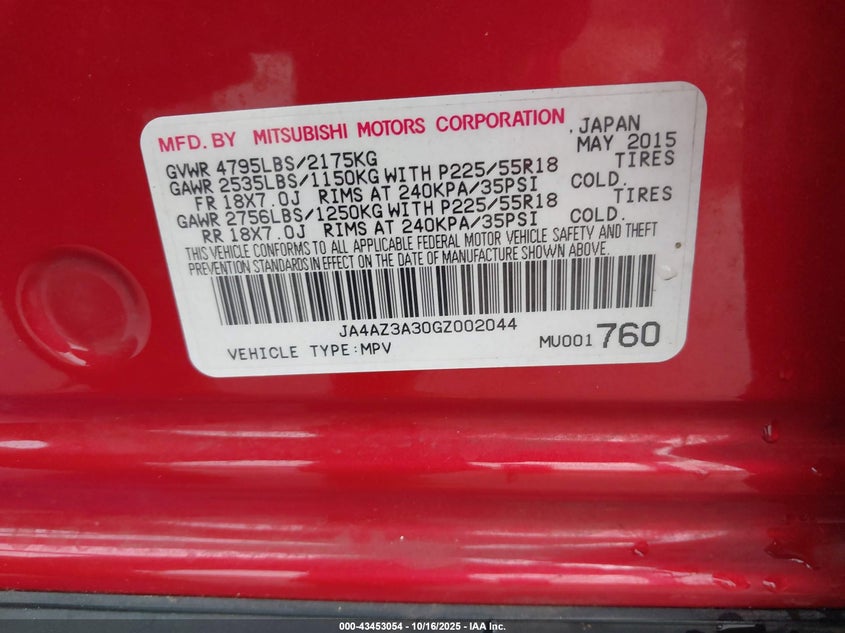 MFD. BY MITSUBISHI MOTORS CORPORATION , JAPAN
MAY 2015
GVWR 4795LBS/2175KG
GAWR 2535LBS/1150KG WITH P225/55R18 TIRES
FR 18X7.0J RIMS AT 240KPA/35PSI COLD.
GAWR 2756LBS/1250KG WITH P225/55R18 TIRES
RR 18X7.0J RIMS AT 240KPA/35PSI COLD.
THIS VEHICLE CONFORMS TO ALL APPLICABLE FEDERAL MOTOR VEHICLE SAFETY AND THEFT
PREVENTION STANDARDS IN EFFECT ON THE DATE OF MANUFACTURE SHOWN ABOVE.
JA4AZ3A30GZ002044
VEHICLE TYPE:MPV MU001760
000-43453054 | 10/16/2025 - IAA Inc.